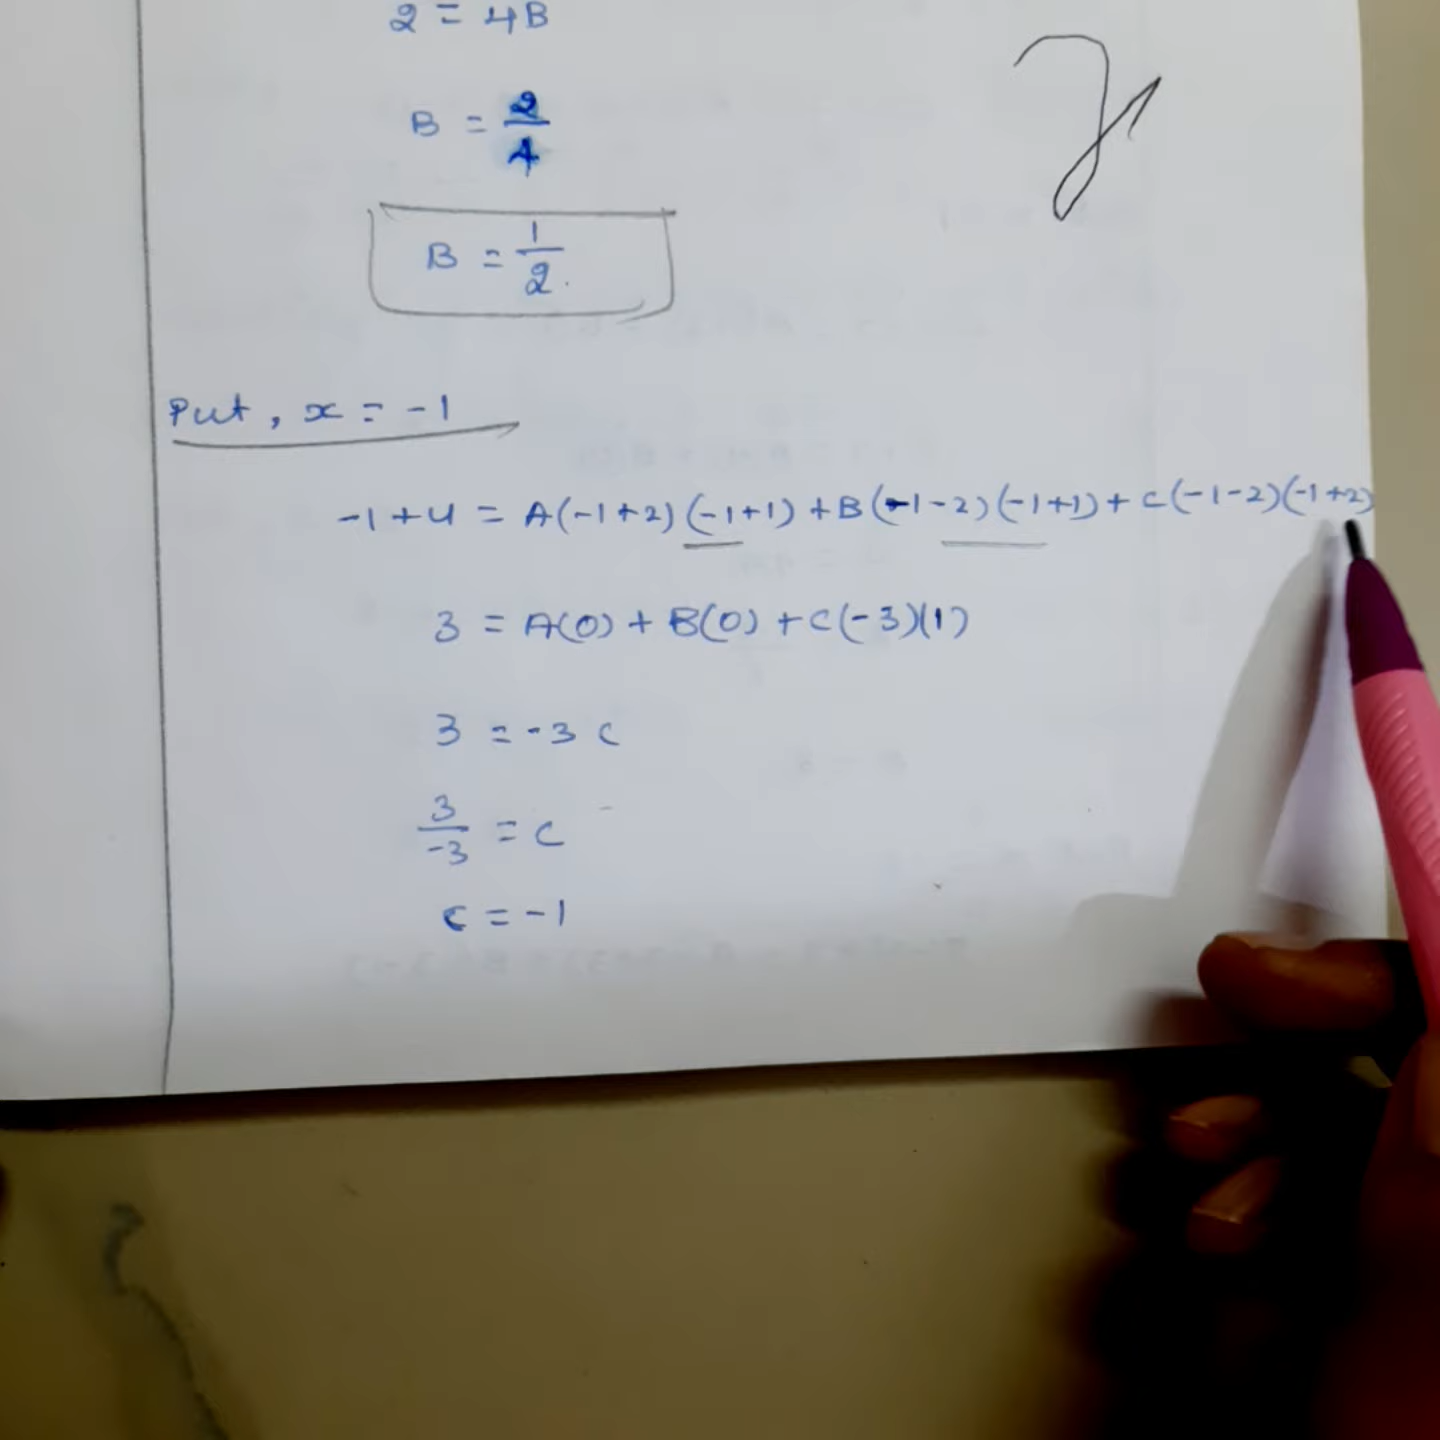 2 = 4B
B = 2/4
B = 1/2.
Put, x = -1
-1+4 = A(-1+2)(-1+1)+B(-1-2)(-1+1)+C(-1-2)(-1+2)
3 = A(0)+B(0)+C(-3)(1)
3 = -3 C
3/-3 = C
C = -1